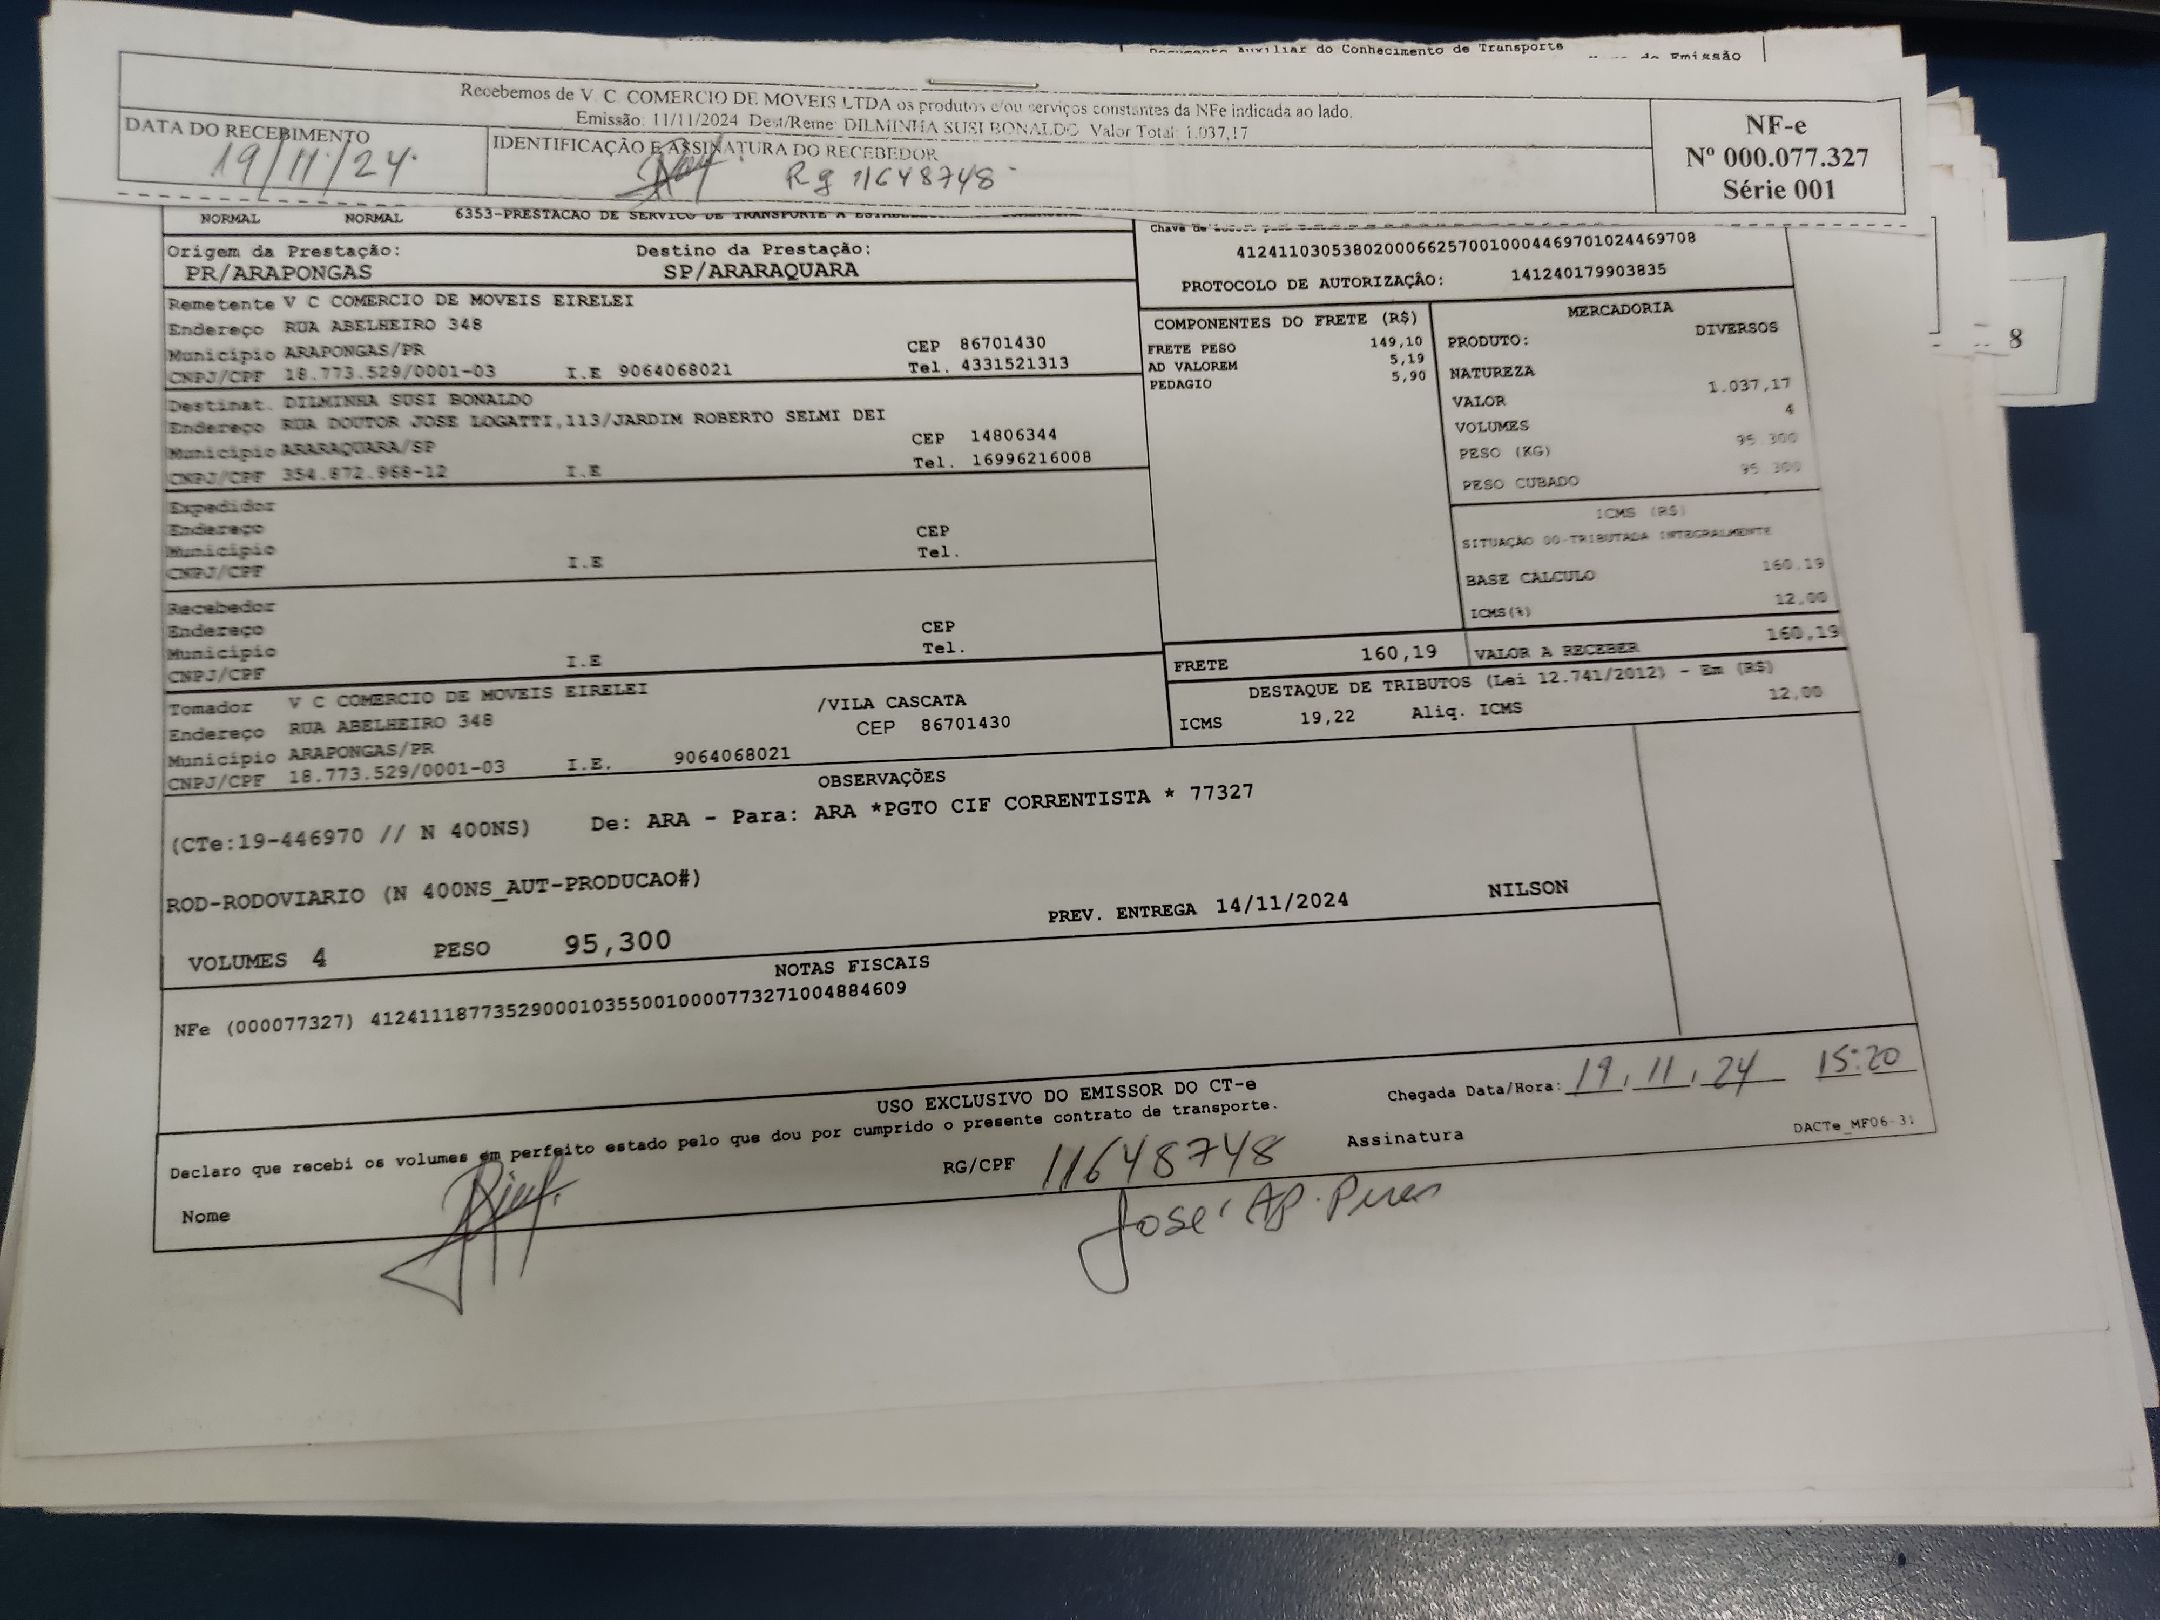 Documento Auxiliar do Conhecimento de Transporte
de Emissão
Recebemos de V. C. COMERCIO DE MOVEIS LTDA os produtos e/ou serviços constantes da NFe indicada ao lado.
Emissão: 11/11/2024 Dest/Reme: DILMINHA SUSI BONALDO Valor Total: 1.037,17
DATA DO RECEBIMENTO
19/11/24
IDENTIFICAÇÃO E ASSINATURA DO RECEBEDOR
Rg 11648748
NF-e
Nº 000.077.327
Série 001
8
NORMAL NORMAL 6353-PRESTACAO DE SERVICO DE TRANSPORTE A
Chave de
41241103053802000662570010004469701024469708
PROTOCOLO DE AUTORIZAÇÃO: 141240179903835
Origem da Prestação: Destino da Prestação:
PR/ARAPONGAS SP/ARARAQUARA
Remetente V C COMERCIO DE MOVEIS EIRELEI
Endereço RUA ABELHEIRO 348
Município ARAPONGAS/PR CEP 86701430
CNPJ/CPF 18.773.529/0001-03 I.E 9064068021 Tel. 4331521313
Destinat. DILMINHA SUSI BONALDO
Endereço RUA DOUTOR JOSE LOGATTI,113/JARDIM ROBERTO SELMI DEI
Município ARARAQUARA/SP CEP 14806344
CNPJ/CPF 354.872.968-12 I.E Tel. 16996216008
Expedidor
Endereço
Município CEP
CNPJ/CPF I.E Tel.
Recebedor
Endereço
Município CEP
CNPJ/CPF I.E Tel.
Tomador V C COMERCIO DE MOVEIS EIRELEI
Endereço RUA ABELHEIRO 348 /VILA CASCATA
Município ARAPONGAS/PR CEP 86701430
CNPJ/CPF 18.773.529/0001-03 I.E. 9064068021
COMPONENTES DO FRETE (R$)
FRETE PESO 149,10
AD VALOREM 5,19
PEDAGIO 5,90
MERCADORIA
PRODUTO: DIVERSOS
NATUREZA
VALOR 1.037,17
VOLUMES 4
PESO (KG) 95,300
PESO CUBADO 95,300
ICMS (R$)
SITUAÇÃO 00-TRIBUTADA INTEGRALMENTE
BASE CÁLCULO 160,19
ICMS(%) 12,00
FRETE 160,19 VALOR A RECEBER 160,19
DESTAQUE DE TRIBUTOS (Lei 12.741/2012) - Em (R$)
ICMS 19,22 Aliq. ICMS 12,00
OBSERVAÇÕES
(CTe:19-446970 // N 400NS) De: ARA - Para: ARA *PGTO CIF CORRENTISTA * 77327
ROD-RODOVIARIO (N 400NS_AUT-PRODUCAO#)
VOLUMES 4 PESO 95,300 PREV. ENTREGA 14/11/2024 NILSON
NOTAS FISCAIS
NFe (000077327) 41241118773529000103550010000773271004884609
USO EXCLUSIVO DO EMISSOR DO CT-e
Declaro que recebi os volumes em perfeito estado pelo que dou por cumprido o presente contrato de transporte.
Chegada Data/Hora: 19.11.24 15:20
Nome RG/CPF 11648748 Assinatura
DACTe_MF06-31
José Ap. Pires